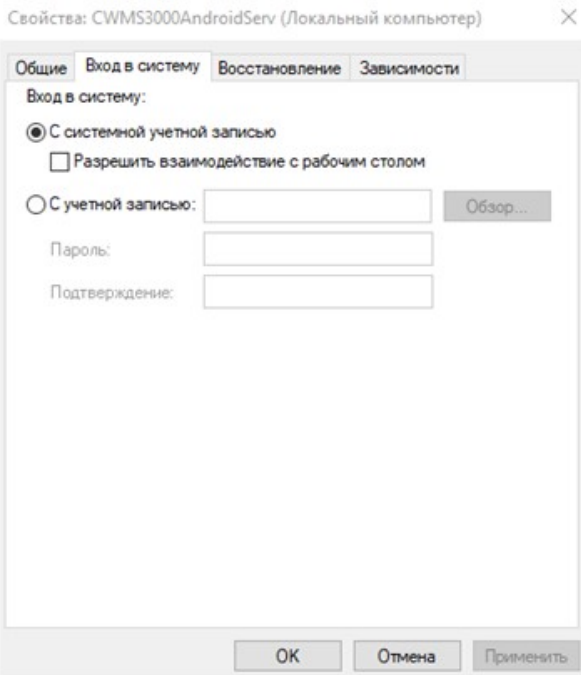 Свойства: CWMS3000AndroidServ (Локальный компьютер)
Общие Вход в систему Восстановление Зависимости
Вход в систему:
С системной учетной записью
Разрешить взаимодействие с рабочим столом
С учетной записью: Обзор...
Пароль:
Подтверждение:
OK Отмена Применить